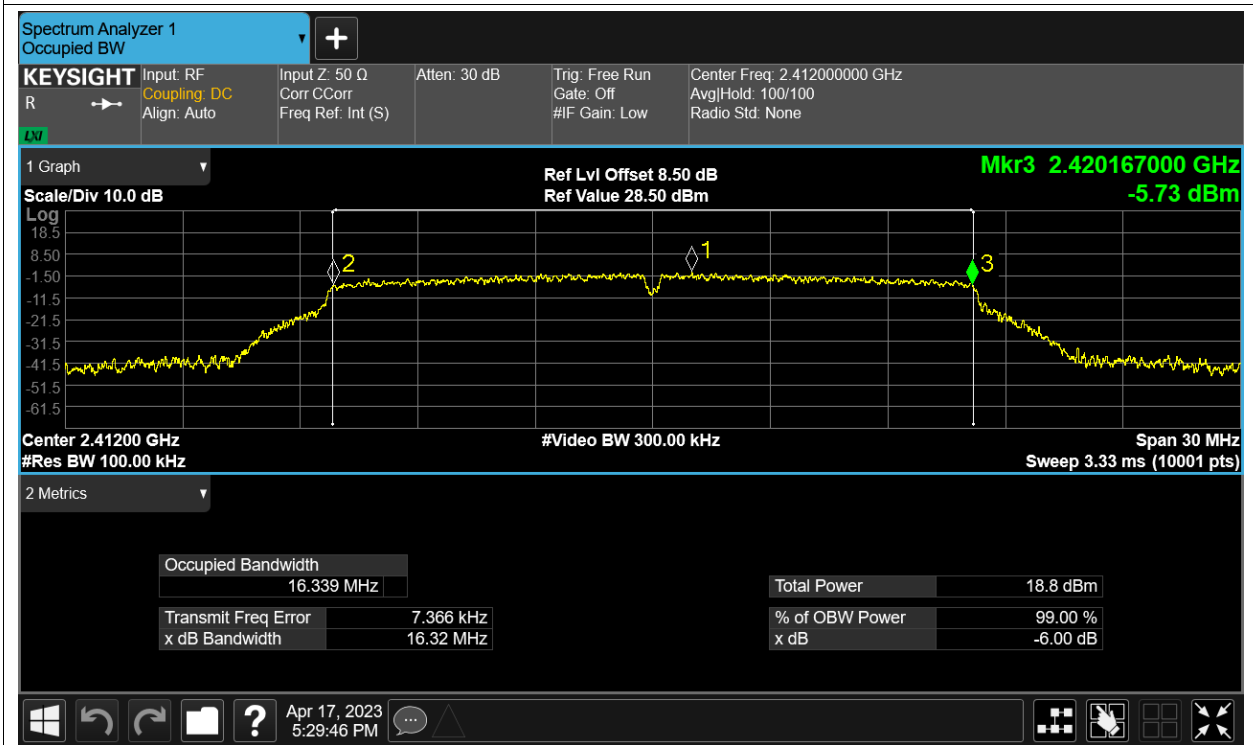 Spectrum Analyzer 1
Occupied BW
KEYSIGHT
R
LXI
Input: RF
Coupling: DC
Align: Auto
Input Z: 50 Ω
Corr CCorr
Freq Ref: Int (S)
Atten: 30 dB
Trig: Free Run
Gate: Off
#IF Gain: Low
Center Freq: 2.412000000 GHz
Avg|Hold: 100/100
Radio Std: None
1 Graph
Scale/Div 10.0 dB
Ref Lvl Offset 8.50 dB
Ref Value 28.50 dBm
Mkr3 2.420167000 GHz
-5.73 dBm
Log
18.5
8.50
-1.50
-11.5
-21.5
-31.5
-41.5
-51.5
-61.5
2
1
3
Center 2.41200 GHz
#Res BW 100.00 kHz
#Video BW 300.00 kHz
Span 30 MHz
Sweep 3.33 ms (10001 pts)
2 Metrics
Occupied Bandwidth
16.339 MHz
Transmit Freq Error 7.366 kHz
x dB Bandwidth 16.32 MHz
Total Power 18.8 dBm
% of OBW Power 99.00 %
x dB -6.00 dB
?
Apr 17, 2023
5:29:46 PM